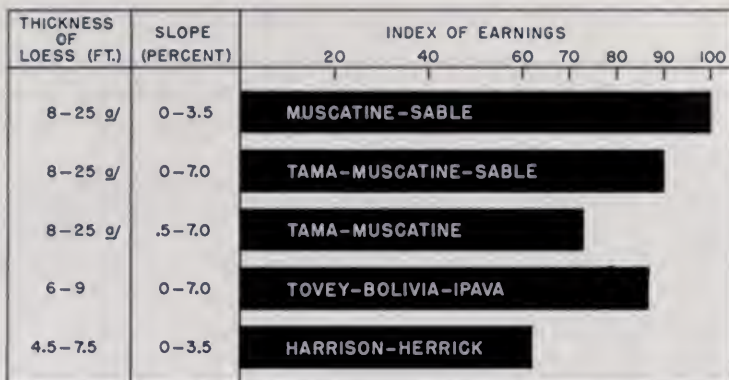 THICKNESS
OF
LOESS (FT.)
SLOPE
(PERCENT)
INDEX OF EARNINGS
20 40 60 70 80 90 100
8-25 a/ 0-3.5 MUSCATINE-SABLE
8-25 a/ 0-7.0 TAMA-MUSCATINE-SABLE
8-25 a/ .5-7.0 TAMA-MUSCATINE
6-9 0-7.0 TOVEY-BOLIVIA-IPAVA
4.5-7.5 0-3.5 HARRISON-HERRICK